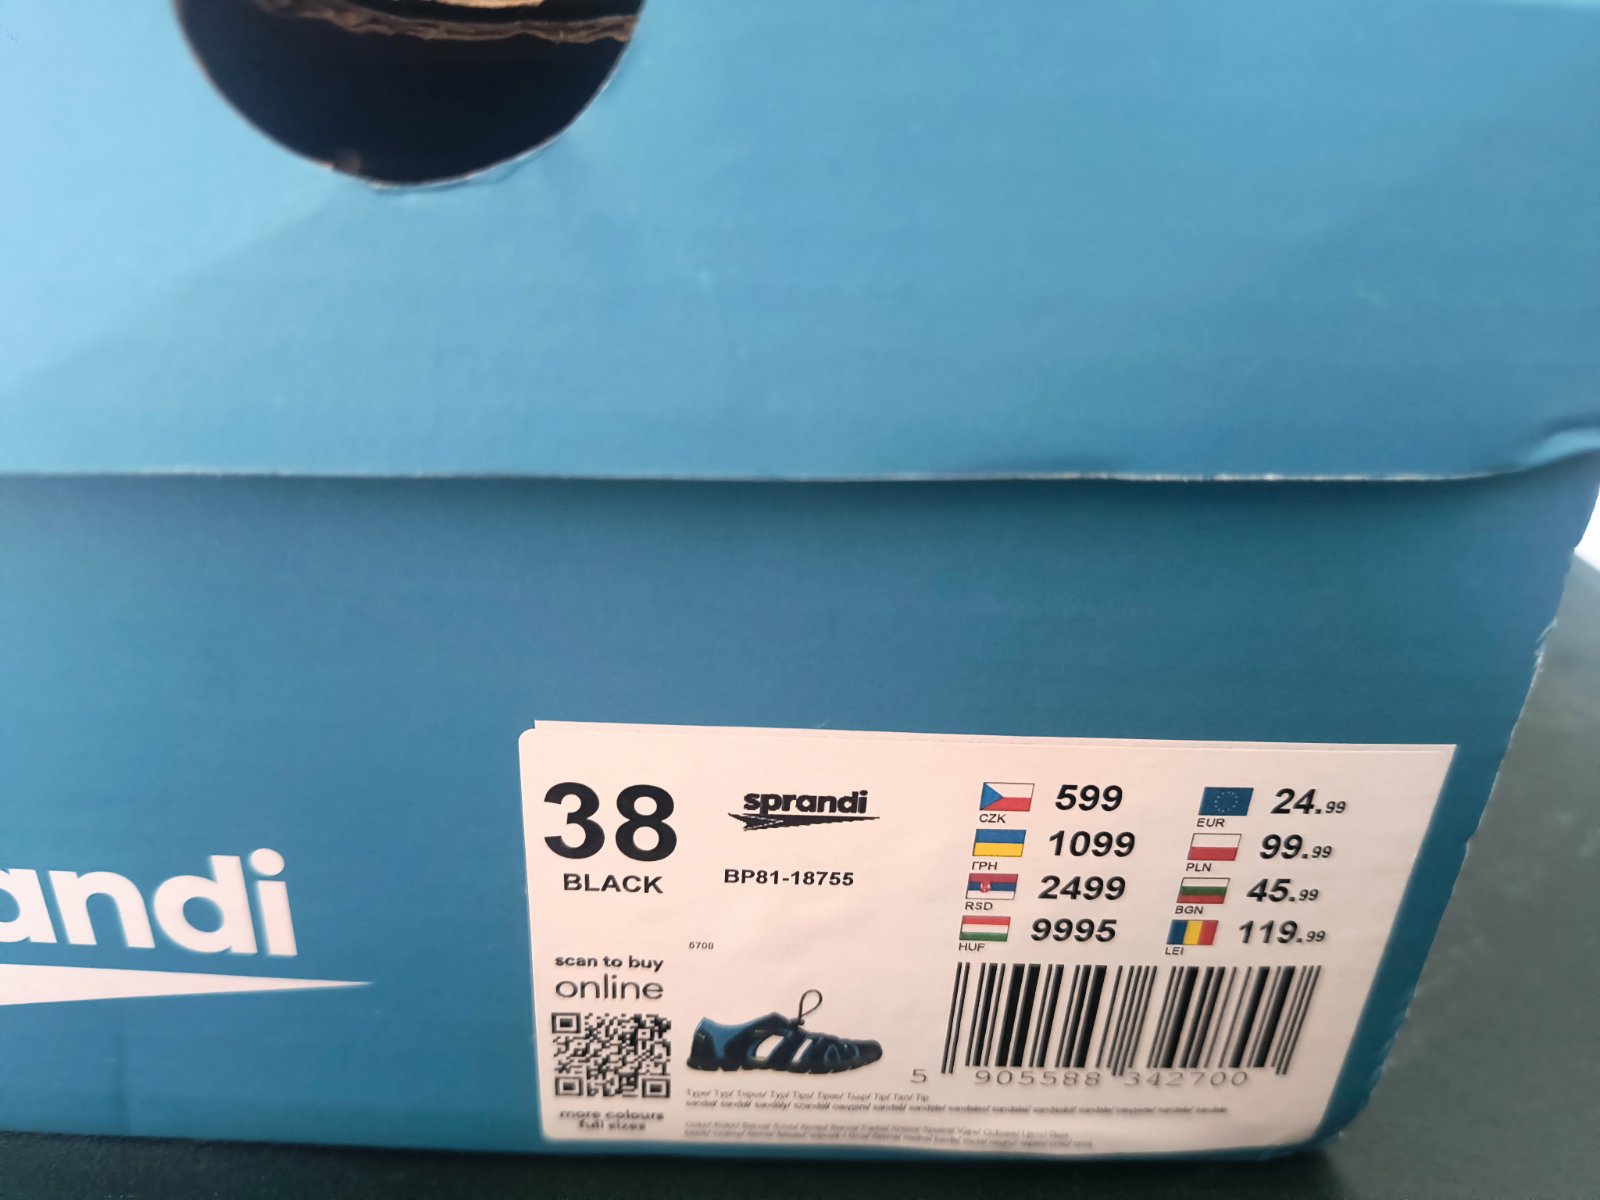 andi
38
BLACK
sprandi
BP81-18755
CZK 599
ГРН 1099
RSD 2499
HUF 9995
EUR 24.99
PLN 99.99
BGN 45.99
LEI 119.99
6708
scan to buy
online
more colours
full sizes
5 905588 342700